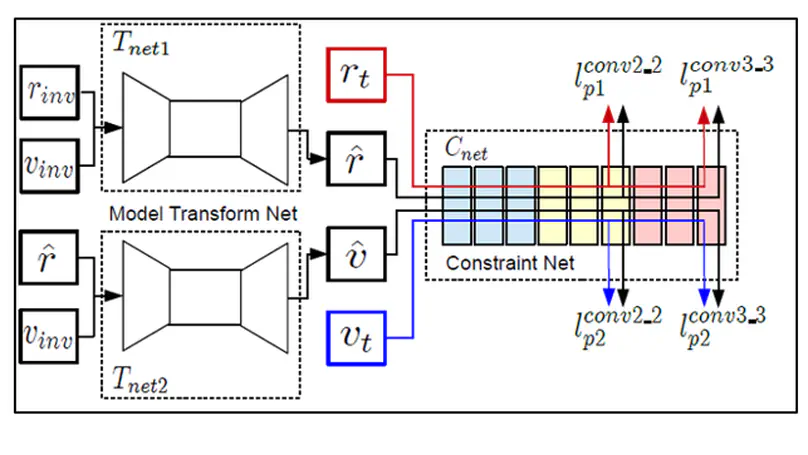 T_{net1}
r_{inv}
v_{inv}
r_t
\hat{r}
l_{p1}^{conv2\_2}
l_{p1}^{conv3\_3}
C_{net}
Model Transform Net
\hat{r}
v_{inv}
\hat{v}
v_t
Constraint Net
l_{p2}^{conv2\_2}
l_{p2}^{conv3\_3}
T_{net2}